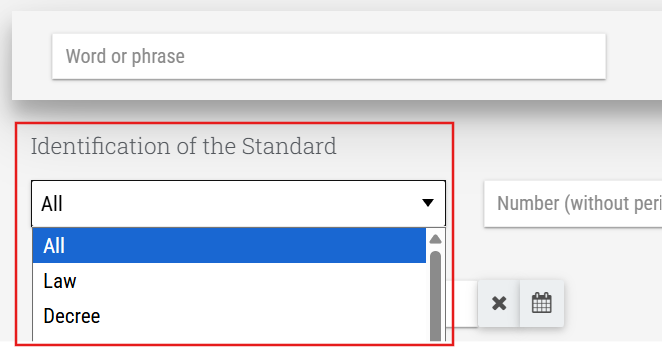 Word or phrase
Identification of the Standard
All
Number (without peri
All
Law
Decree